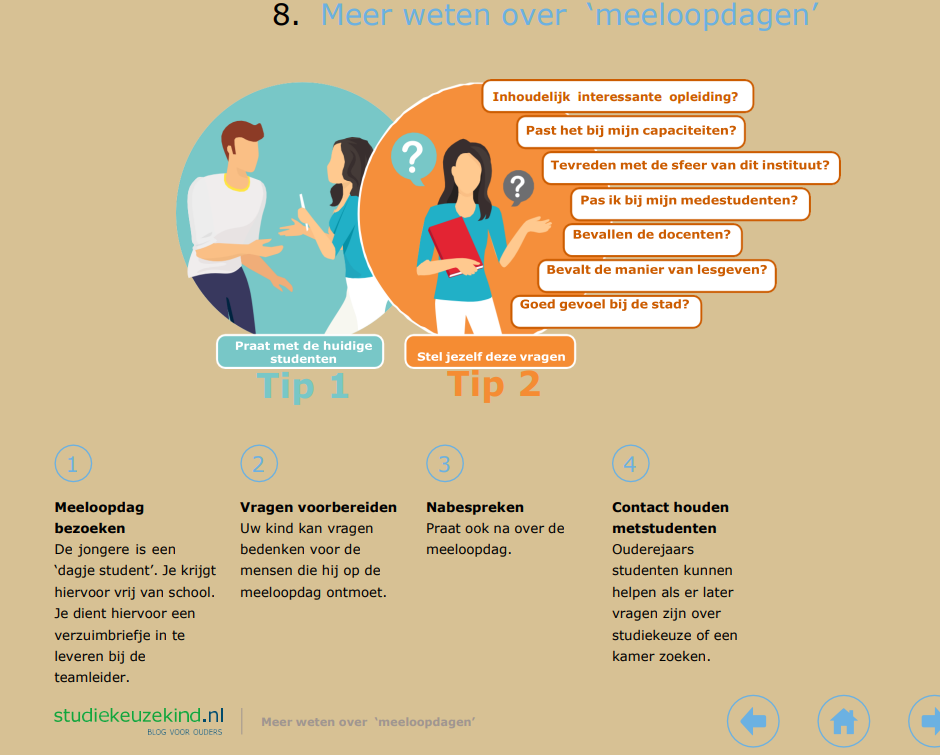 8. Meer weten over ‘meeloopdagen’
?
?
Inhoudelijk interessante opleiding?
Past het bij mijn capaciteiten?
Tevreden met de sfeer van dit instituut?
Pas ik bij mijn medestudenten?
Bevallen de docenten?
Bevalt de manier van lesgeven?
Goed gevoel bij de stad?
Praat met de huidige
studenten
Tip 1
Stel jezelf deze vragen
Tip 2
1
Meeloopdag
bezoeken
De jongere is een
‘dagje student’. Je krijgt
hiervoor vrij van school.
Je dient hiervoor een
verzuimbriefje in te
leveren bij de
teamleider.
2
Vragen voorbereiden
Uw kind kan vragen
bedenken voor de
mensen die hij op de
meeloopdag ontmoet.
3
Nabespreken
Praat ook na over de
meeloopdag.
4
Contact houden
metstudenten
Ouderejaars
studenten kunnen
helpen als er later
vragen zijn over
studiekeuze of een
kamer zoeken.
studiekeuzekind.nl
BLOG VOOR OUDERS
Meer weten over ‘meeloopdagen’